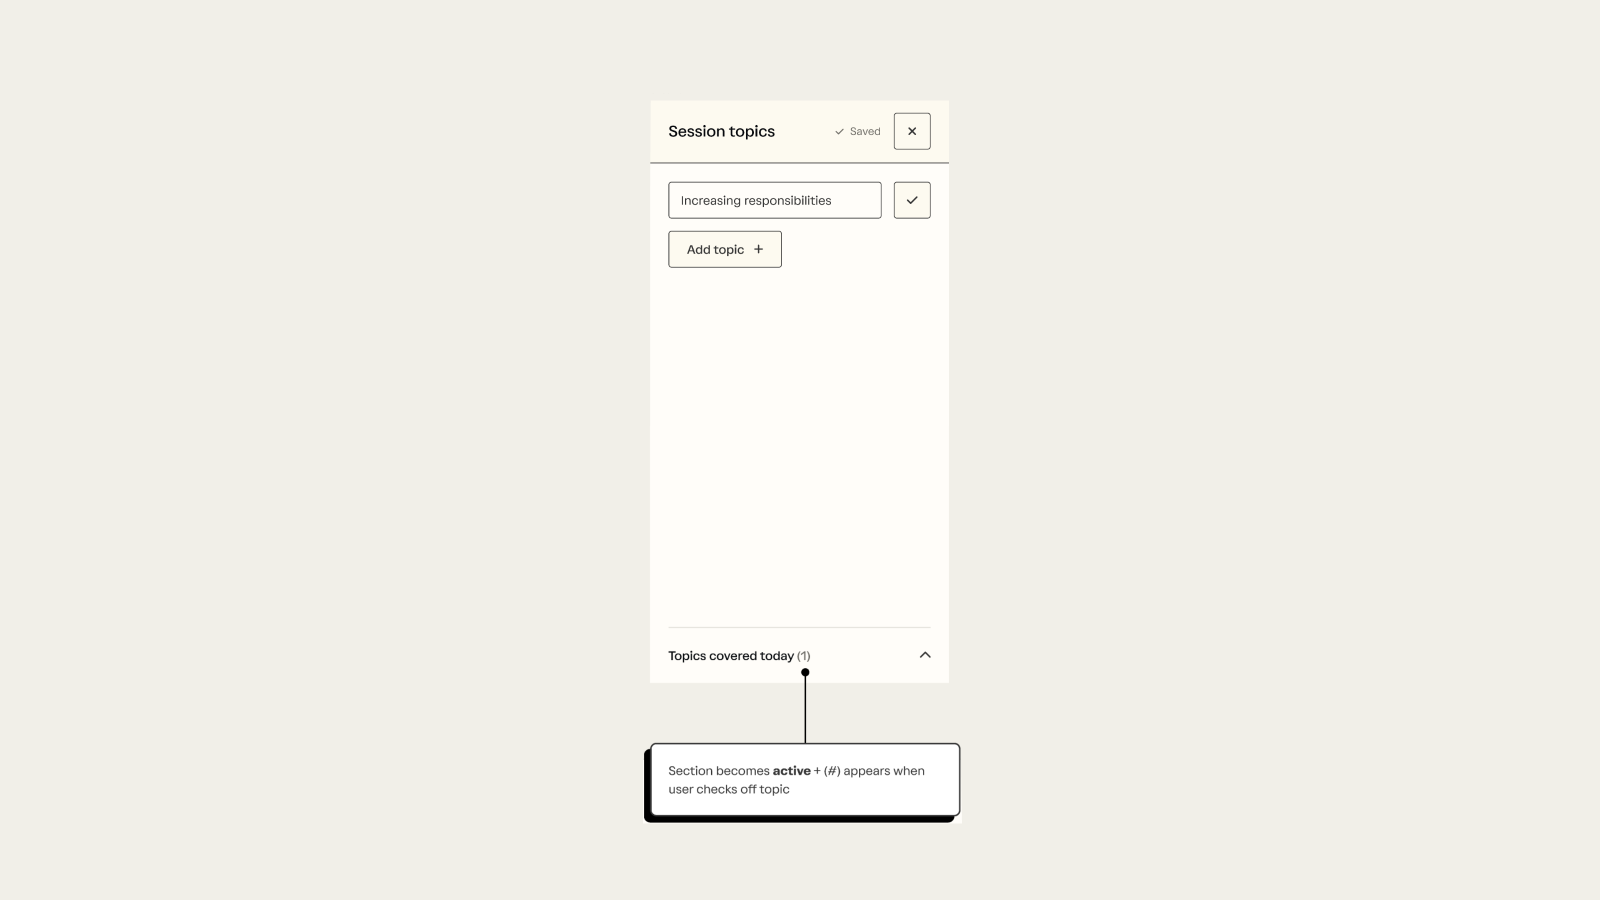 Session topics
Saved
Increasing responsibilities
Add topic +
Topics covered today (1)
Section becomes active + (#) appears when
user checks off topic